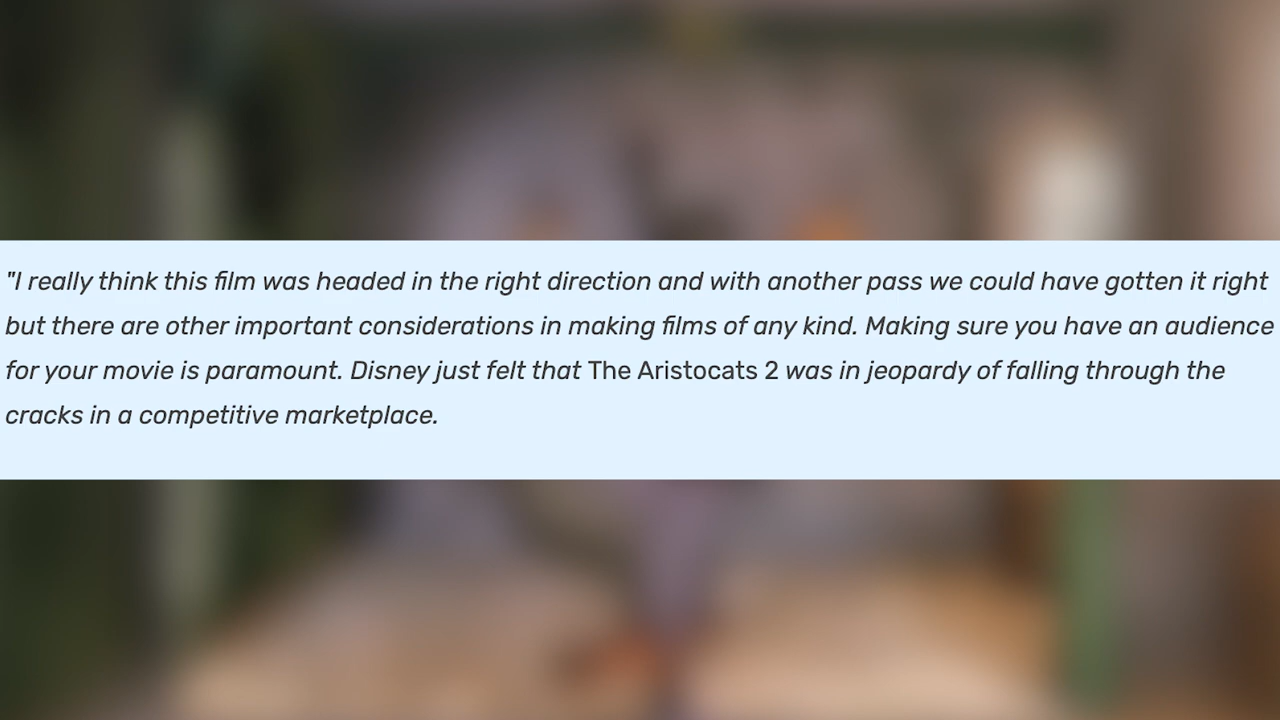 "I really think this film was headed in the right direction and with another pass we could have gotten it right
but there are other important considerations in making films of any kind. Making sure you have an audience
for your movie is paramount. Disney just felt that The Aristocats 2 was in jeopardy of falling through the
cracks in a competitive marketplace.